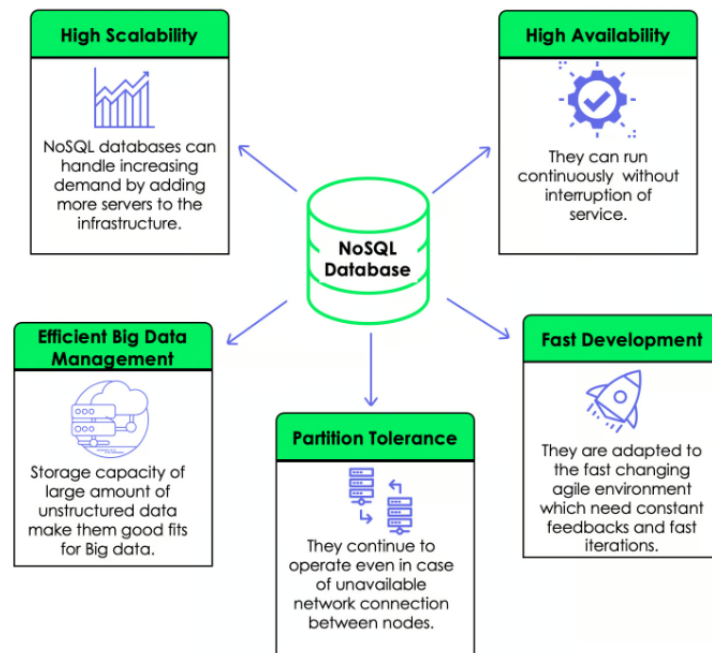 High Scalability
NoSQL databases can
handle increasing
demand by adding
more servers to the
infrastructure.
High Availability
They can run
continuously without
interruption of
service.
NoSQL
Database
Efficient Big Data
Management
Storage capacity of
large amount of
unstructured data
make them good fits
for Big data.
Partition Tolerance
They continue to
operate even in case
of unavailable
network connection
between nodes.
Fast Development
They are adapted to
the fast changing
agile environment
which need constant
feedbacks and fast
iterations.